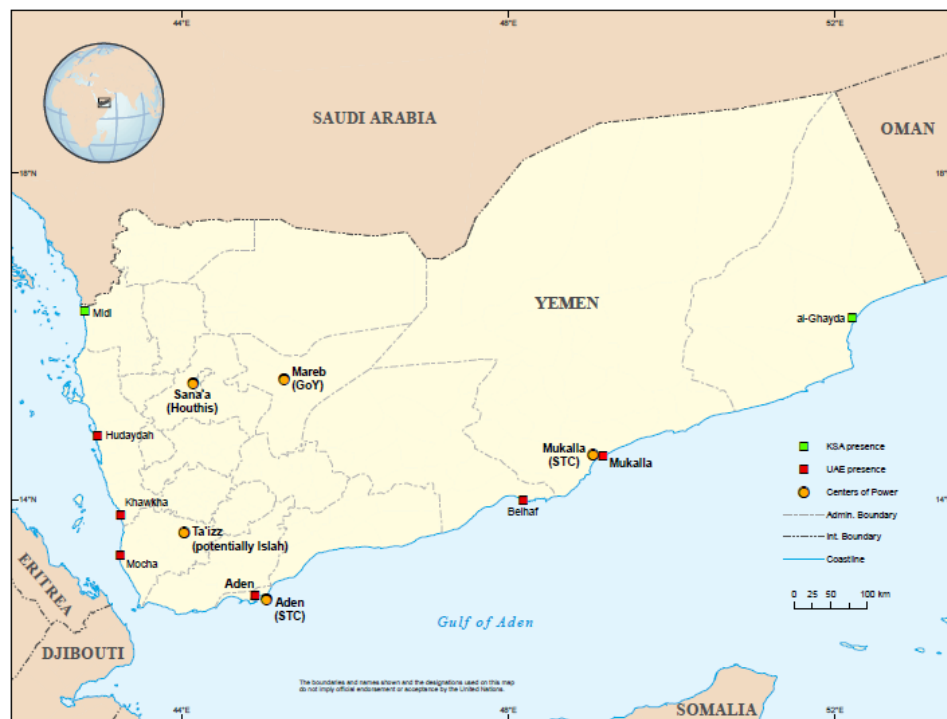 44°E
48°E
52°E
SAUDI ARABIA
OMAN
18°N
18°N
YEMEN
Midi
al-Ghayda
Mareb
(GoY)
Sana'a
(Houthis)
Hudaydah
Mukalla
(STC)
Mukalla
KSA presence
UAE presence
Centers of Power
Admin. Boundary
Int. Boundary
Coastline
0 25 50 100 km
14°N
14°N
Khawkha
Belhaf
Ta'izz
(potentially Islah)
Mocha
Aden
Aden
(STC)
ERITREA
Gulf of Aden
DJIBOUTI
The boundaries and names shown and the designations used on this map
do not imply official endorsement or acceptance by the United Nations.
SOMALIA
44°E
48°E
52°E